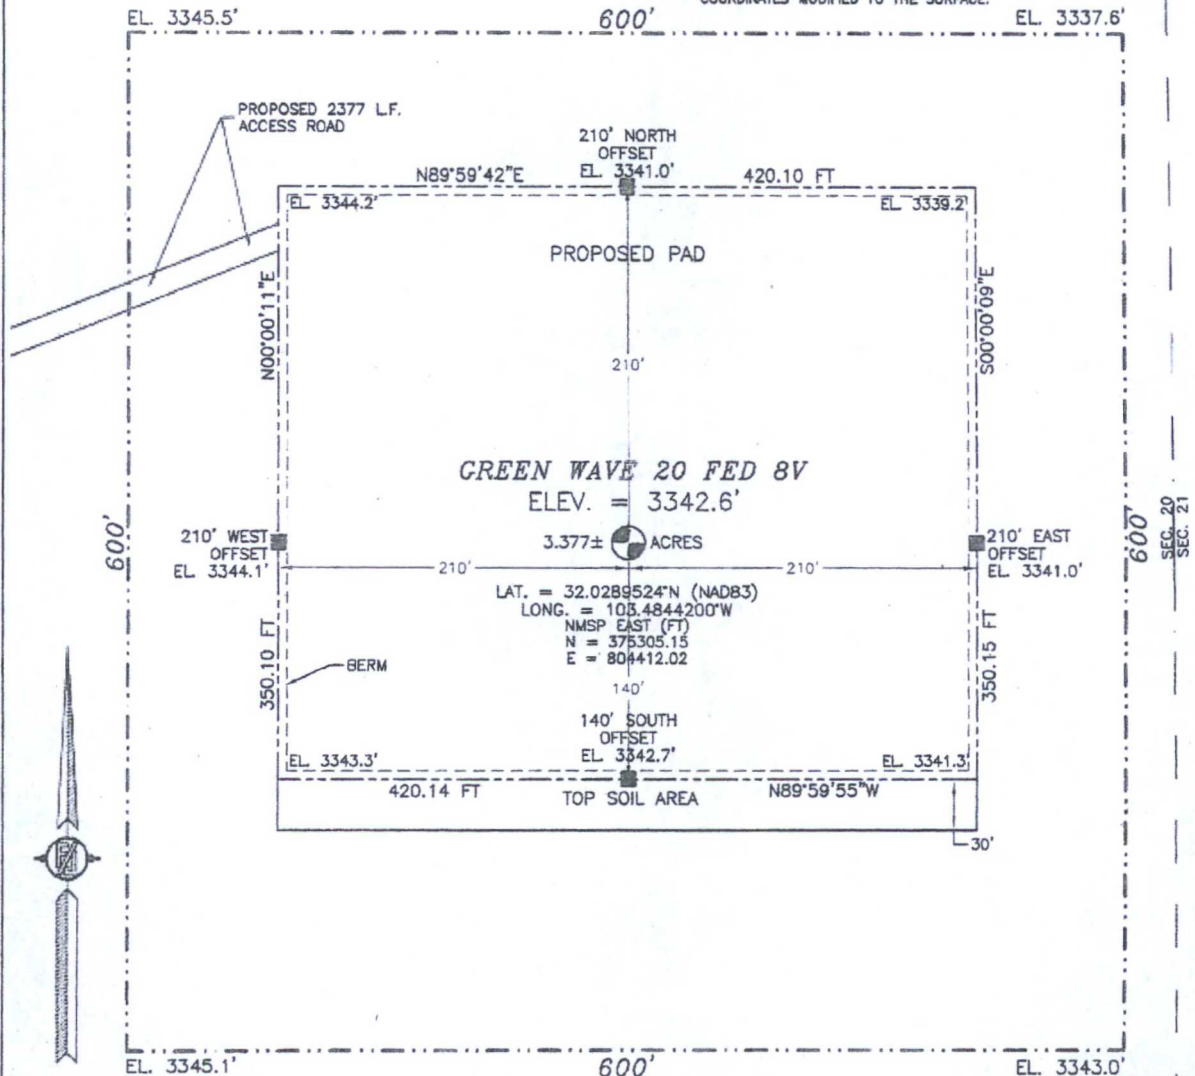 COORDINATES MODIFIED TO THE SURFACE.
EL. 3345.5'
600'
EL. 3337.6'
PROPOSED 2377 L.F.
ACCESS ROAD
210' NORTH
OFFSET
EL. 3341.0'
N89°59'42"E
420.10 FT
EL. 3344.2'
EL. 3339.2'
PROPOSED PAD
N00°00'11"E
S00°00'09"E
210'
GREEN WAVE 20 FED 8V
ELEV. = 3342.6'
600'
210' WEST
OFFSET
EL. 3344.1'
3.377± ACRES
210'
210'
210' EAST
OFFSET
EL. 3341.0'
600'
SEC. 20
SEC. 21
LAT. = 32.0289524°N (NAD83)
LONG. = 103.4844200°W
NMSP EAST (FT)
N = 375305.15
E = 804412.02
350.10 FT
BERM
350.15 FT
140'
140' SOUTH
OFFSET
EL. 3342.7'
EL. 3343.3'
EL. 3341.3'
420.14 FT
TOP SOIL AREA
N89°59'55"W
30'
EL. 3345.1'
600'
EL. 3343.0'